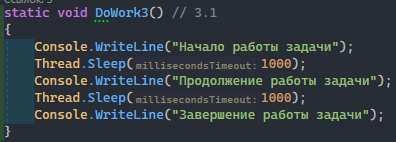 static void DoWork3() // 3.1
{
Console.WriteLine("Начало работы задачи");
Thread.Sleep( millisecondsTimeout: 1000);
Console.WriteLine("Продолжение работы задачи");
Thread.Sleep( millisecondsTimeout: 1000);
Console.WriteLine("Завершение работы задачи");
}